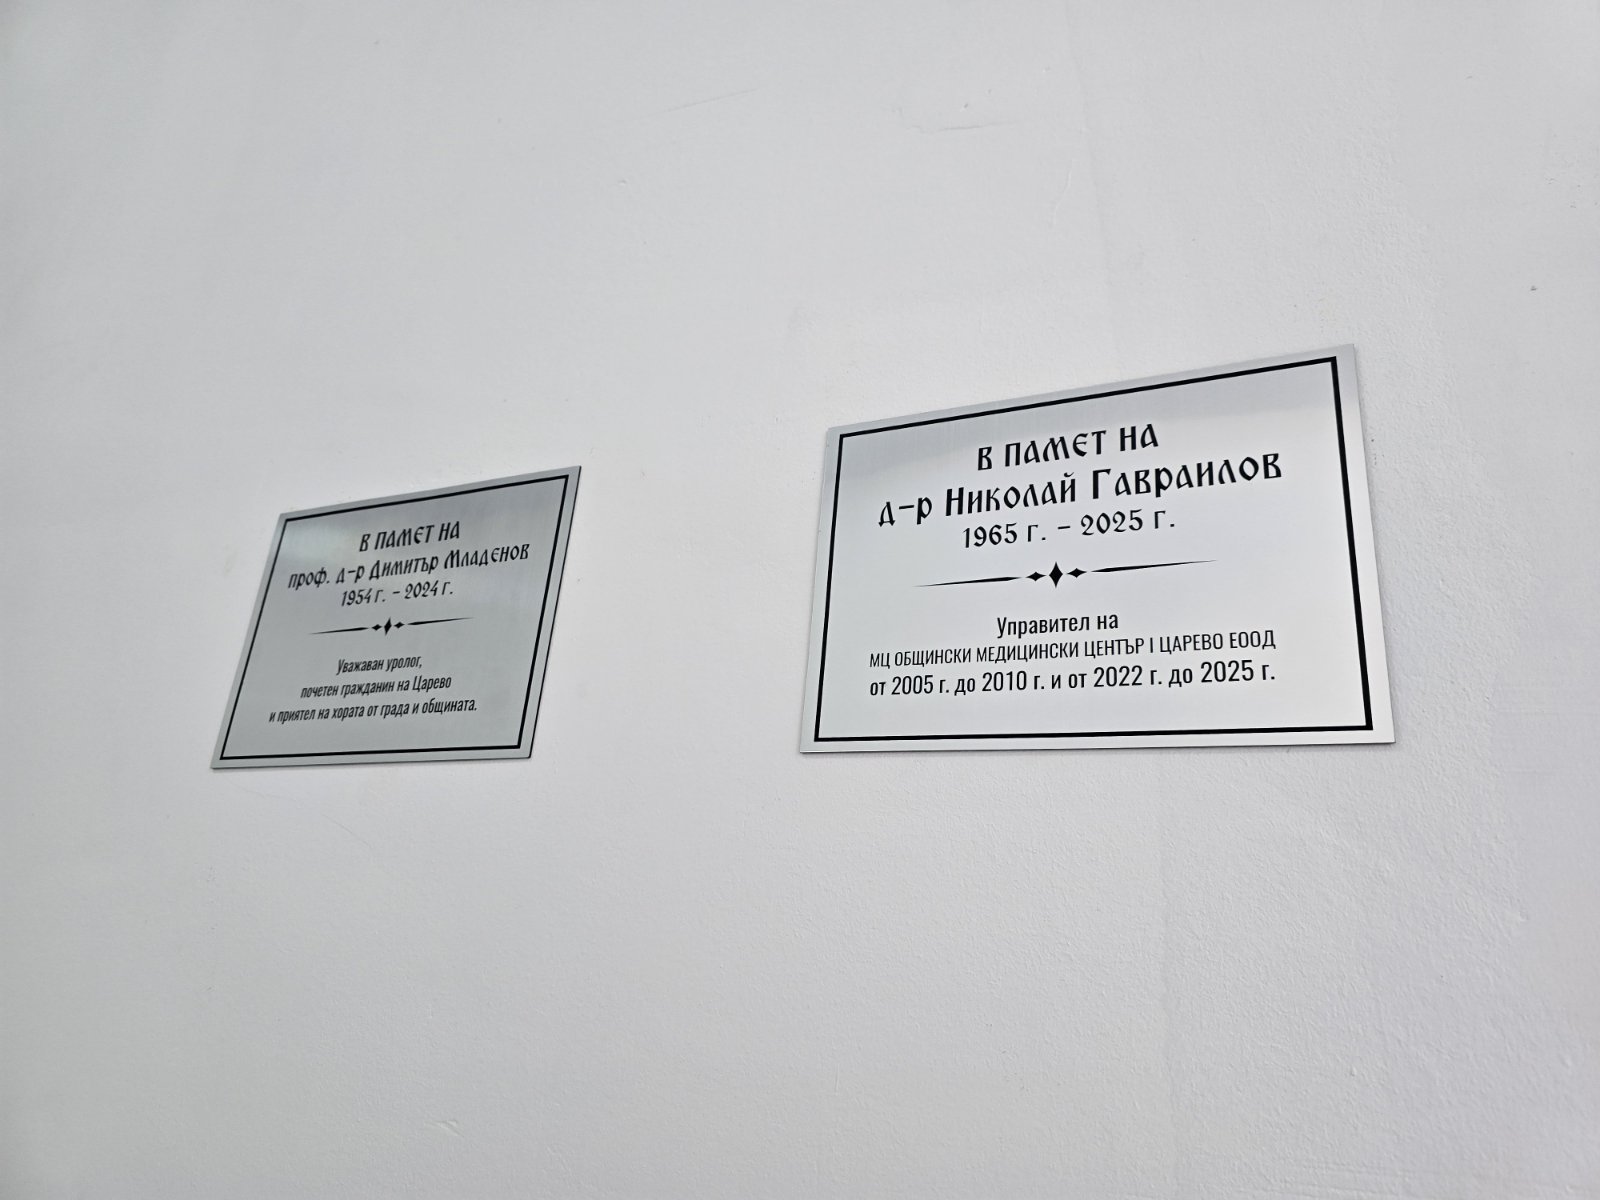 В ПАМЕТ НА
проф. д-р Димитър Младенов
1954 г. - 2024 г.
Уважаван уролог,
почетен гражданин на Царево
и приятел на хората от града и общината.
В ПАМЕТ НА
д-р Николай Гавраилов
1965 г. - 2025 г.
Управител на
МЦ ОБЩИНСКИ МЕДИЦИНСКИ ЦЕНТЪР I ЦАРЕВО ЕООД
от 2005 г. до 2010 г. и от 2022 г. до 2025 г.